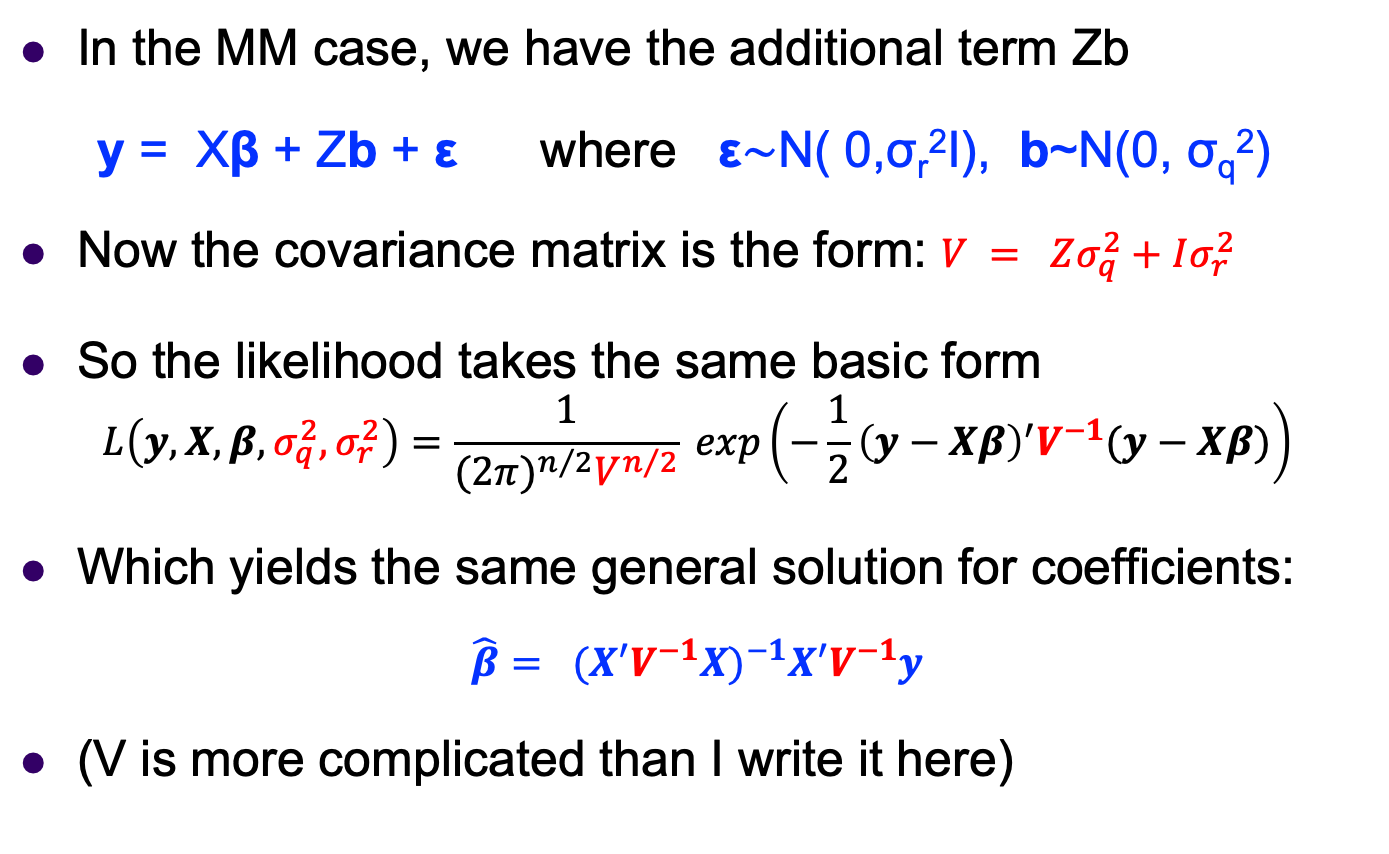 • In the MM case, we have the additional term Zb
y = Xβ + Zb + ε where ε~N( 0,σᵣ²I), b~N(0, σ_q²)
• Now the covariance matrix is the form: V = Zσ_q² + Iσᵣ²
• So the likelihood takes the same basic form
L(y, X, β, σ_q², σᵣ²) = 1 / ((2π)^{n/2} V^{n/2}) exp(−1/2 (y − Xβ)′V⁻¹(y − Xβ))
• Which yields the same general solution for coefficients:
β̂ = (X′V⁻¹X)⁻¹X′V⁻¹y
• (V is more complicated than I write it here)